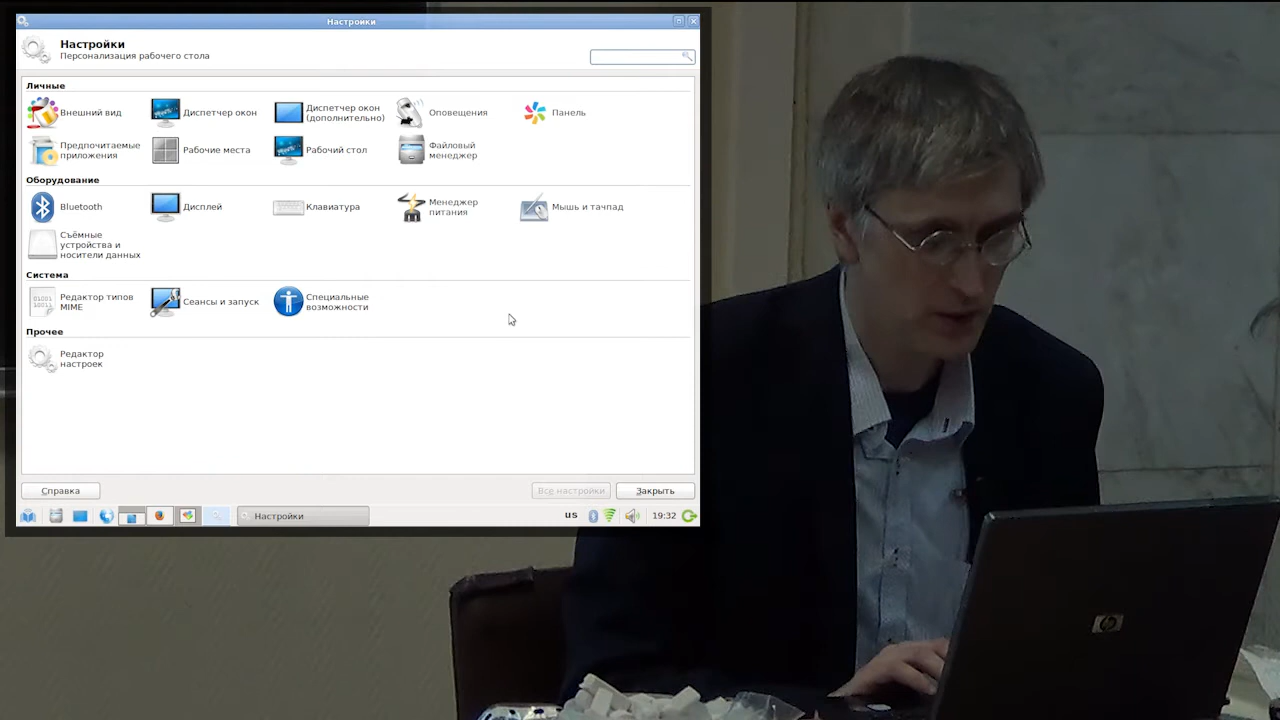 Настройки
Настройки
Персонализация рабочего стола
Личные
Внешний вид
Диспетчер окон
Диспетчер окон
(дополнительно)
Оповещения
Панель
Предпочитаемые
приложения
Рабочие места
Рабочий стол
Файловый
менеджер
Оборудование
Bluetooth
Дисплей
Клавиатура
Менеджер
питания
Мышь и тачпад
Съёмные
устройства и
носители данных
Система
Редактор типов
MIME
Сеансы и запуск
Специальные
возможности
Прочее
Редактор
настроек
Справка
Все настройки
Закрыть
Настройки
us
19:32
hp